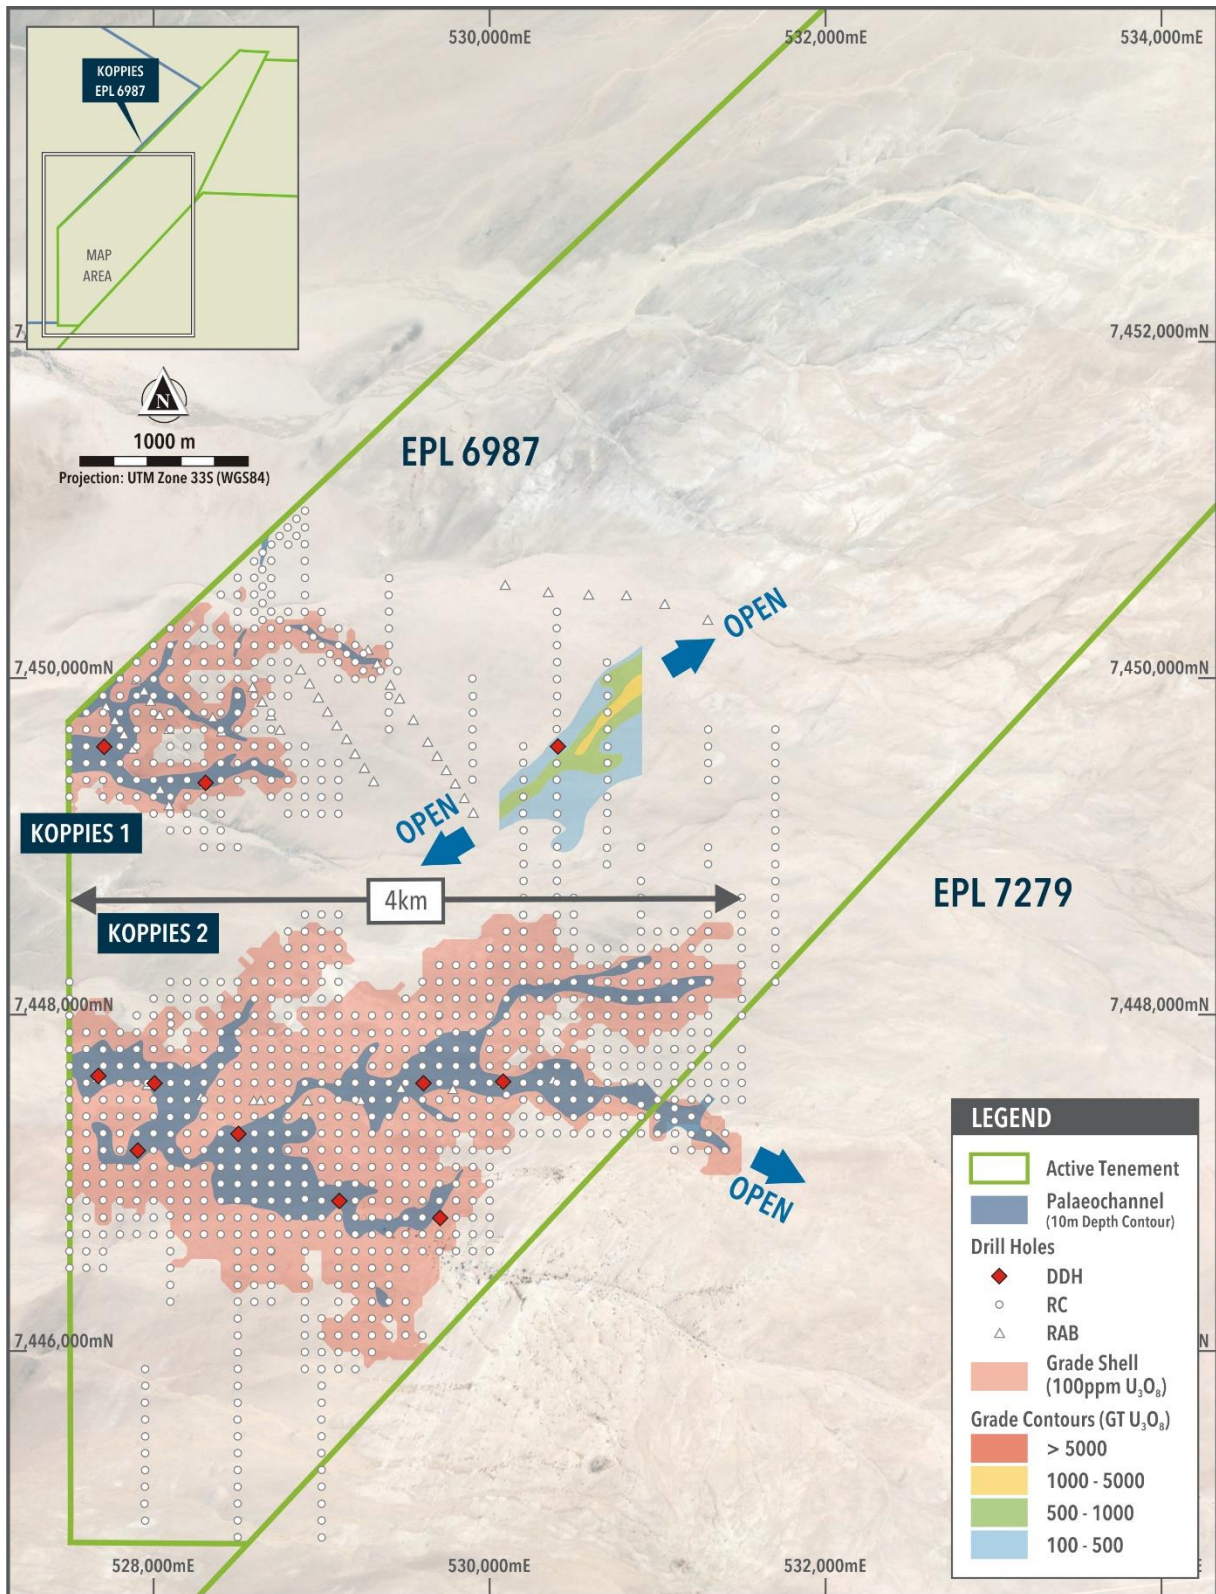 530,000mE
532,000mE
534,000mE
KOPPIES
EPL 6987
MAP
AREA
7,
7,452,000mN
N
1000 m
Projection: UTM Zone 33S (WGS84)
EPL 6987
OPEN
7,450,000mN
7,450,000mN
OPEN
KOPPIES 1
4km
EPL 7279
KOPPIES 2
7,448,000mN
7,448,000mN
OPEN
7,446,000mN
N
LEGEND
Active Tenement
Palaeochannel
(10m Depth Contour)
Drill Holes
DDH
RC
RAB
Grade Shell
(100ppm U₃O₈)
Grade Contours (GT U₃O₈)
> 5000
1000 - 5000
500 - 1000
100 - 500
528,000mE
530,000mE
532,000mE